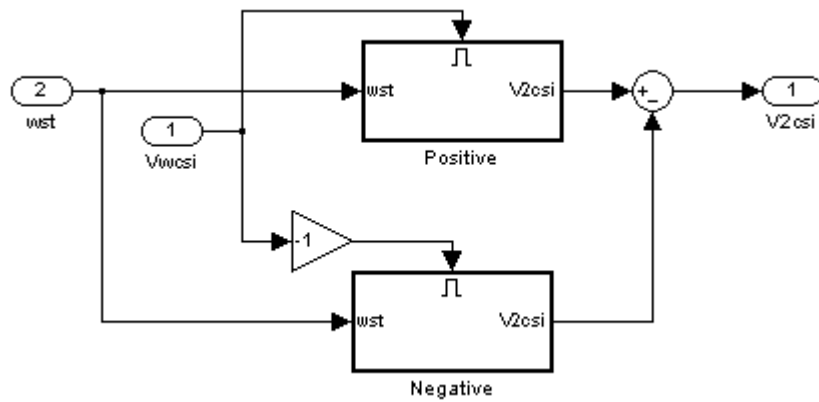 2
wst
1
Vwcsi
wst
V2csi
Positive
+
−
1
V2csi
-1
wst
V2csi
Negative